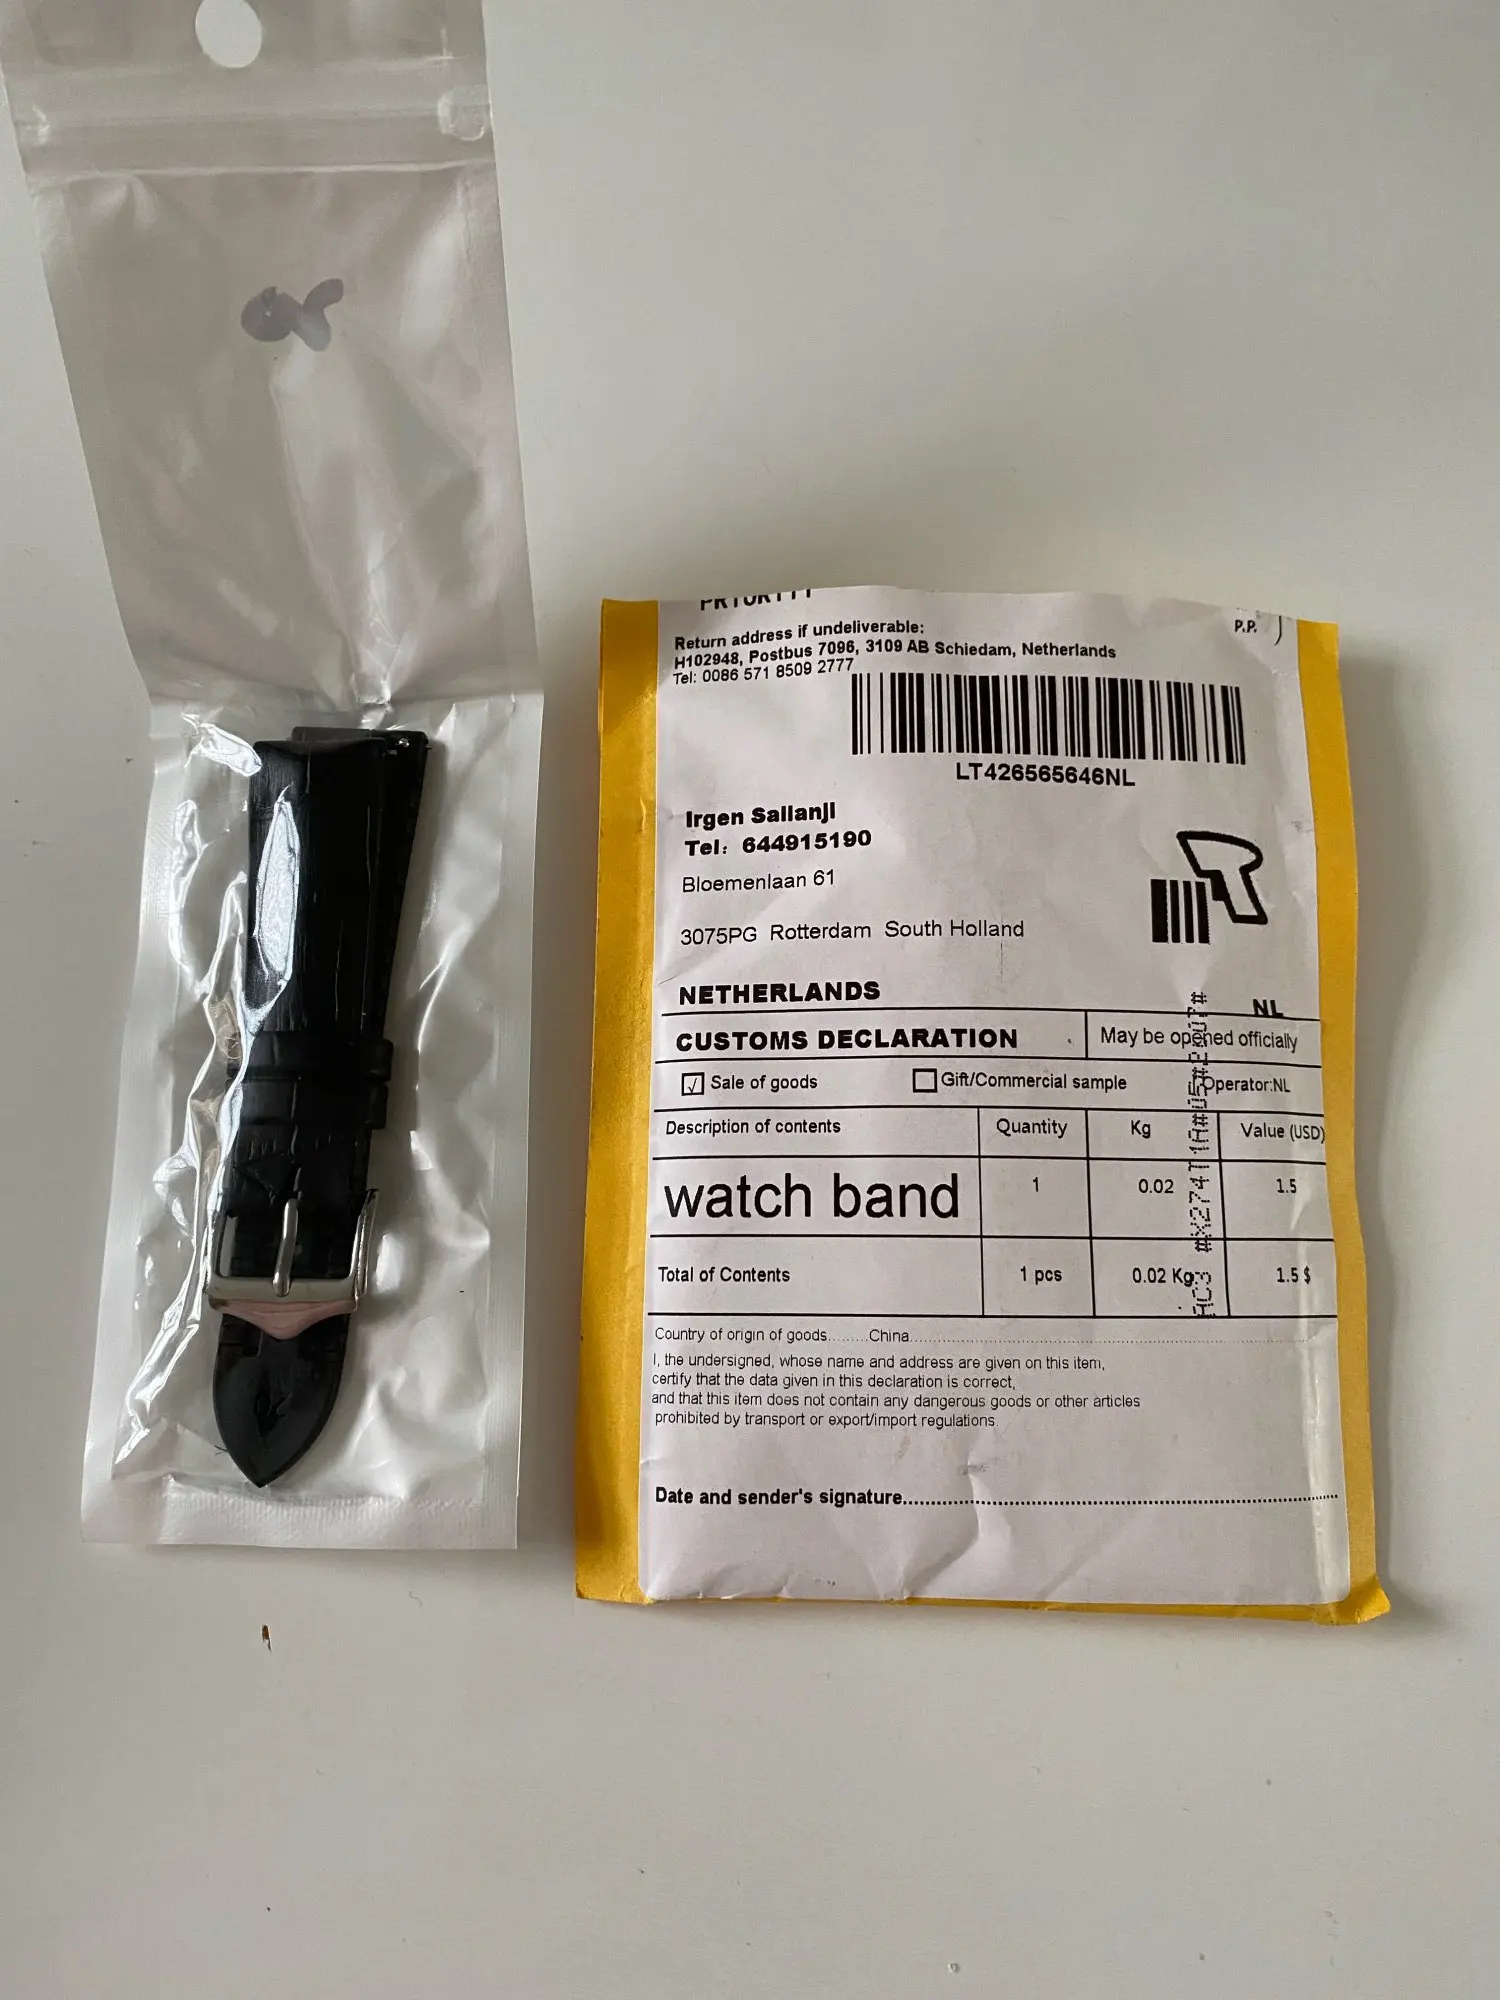 PRIORITY
Return address if undeliverable:
H102948, Postbus 7096, 3109 AB Schiedam, Netherlands
Tel: 0086 571 8509 2777
P.P.
LT426565646NL
Irgen Sallanji
Tel: 644915190
Bloemenlaan 61
3075PG Rotterdam South Holland
NETHERLANDS
NL
CUSTOMS DECLARATION
May be opened officially
√ Sale of goods
Gift/Commercial sample
Operator:NL
Description of contents Quantity Kg Value (USD)
watch band 1 0.02 1.5
Total of Contents 1 pcs 0.02 Kg 1.5 $
Country of origin of goods.........China
I, the undersigned, whose name and address are given on this item,
certify that the data given in this declaration is correct,
and that this item does not contain any dangerous goods or other articles
prohibited by transport or export/import regulations.
Date and sender's signature